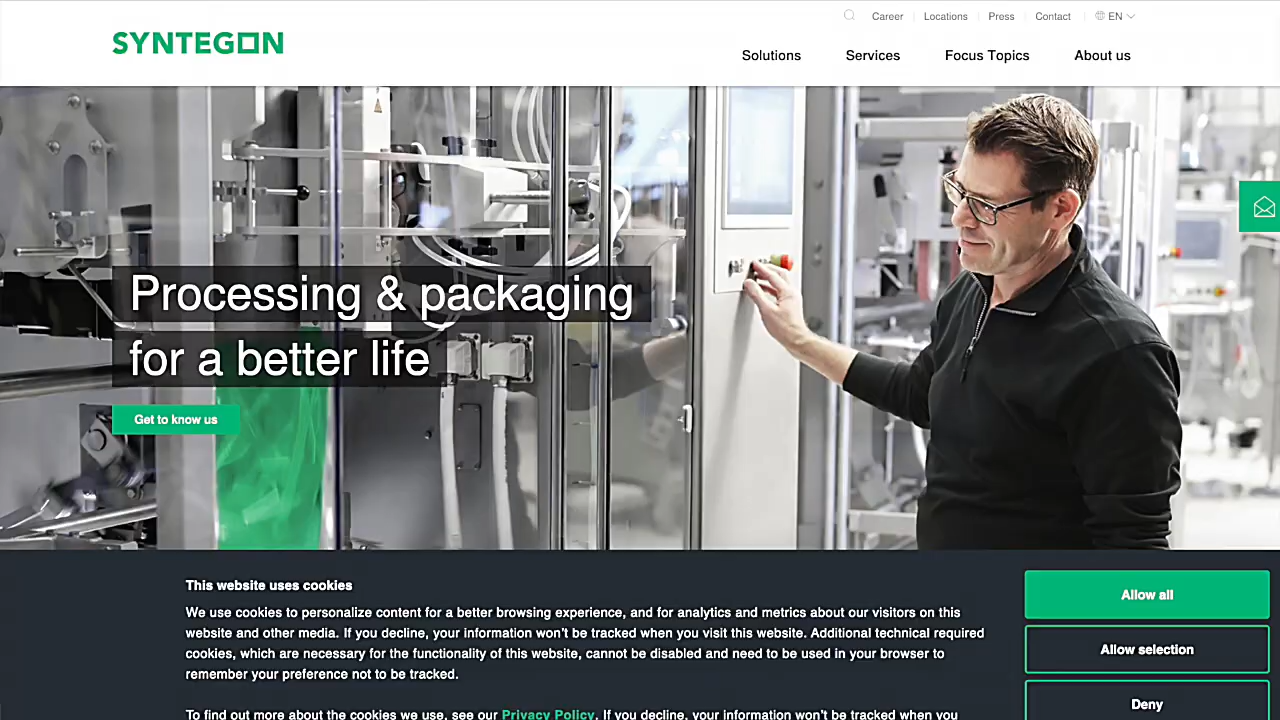 Career
Locations
Press
Contact
EN
SYNTEGON
Solutions
Services
Focus Topics
About us
Processing & packaging
for a better life
Get to know us
This website uses cookies
We use cookies to personalize content for a better browsing experience, and for analytics and metrics about our visitors on this
website and other media. If you decline, your information won't be tracked when you visit this website. Additional technical required
cookies, which are necessary for the functionality of this website, cannot be disabled and need to be used in your browser to
remember your preference not to be tracked.
To find out more about the cookies we use, see our Privacy Policy. If you decline, your information won't be tracked when you
Allow all
Allow selection
Deny